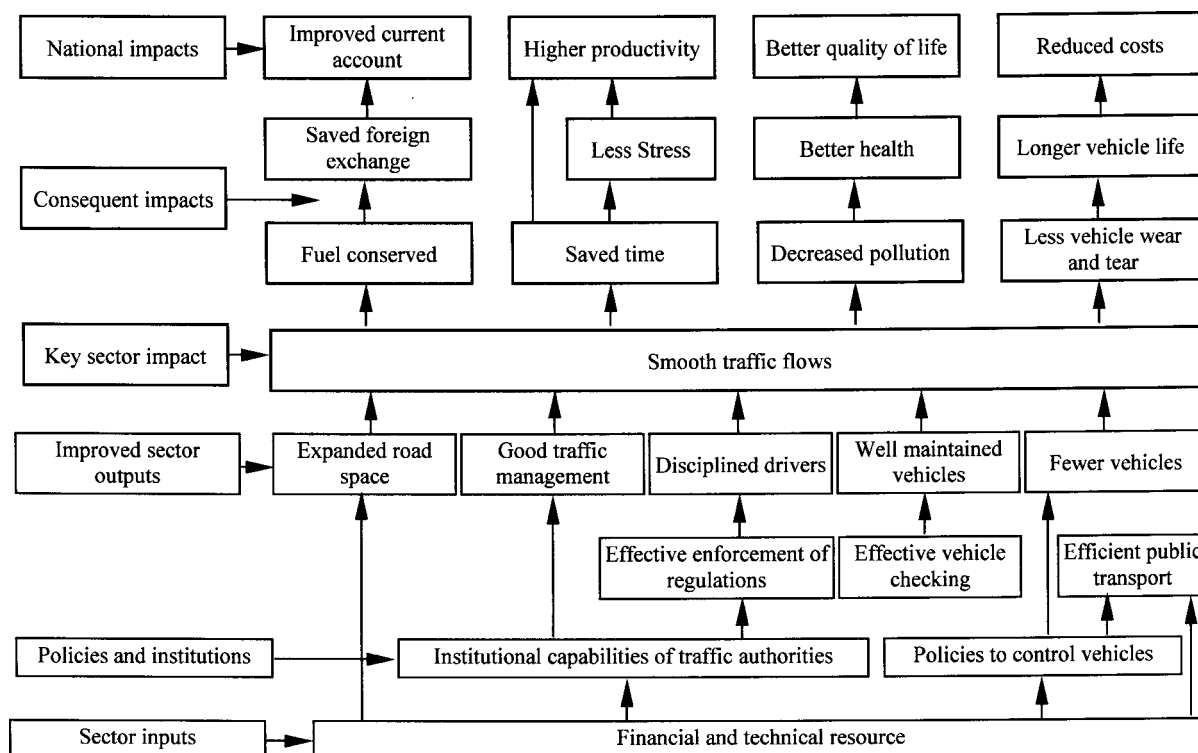 National impacts
Improved current
account
Higher productivity
Better quality of life
Reduced costs
Saved foreign
exchange
Less Stress
Better health
Longer vehicle life
Consequent impacts
Fuel conserved
Saved time
Decreased pollution
Less vehicle wear
and tear
Key sector impact
Smooth traffic flows
Improved sector
outputs
Expanded road
space
Good traffic
management
Disciplined drivers
Well maintained
vehicles
Fewer vehicles
Effective enforcement of
regulations
Effective vehicle
checking
Efficient public
transport
Policies and institutions
Institutional capabilities of traffic authorities
Policies to control vehicles
Sector inputs
Financial and technical resource